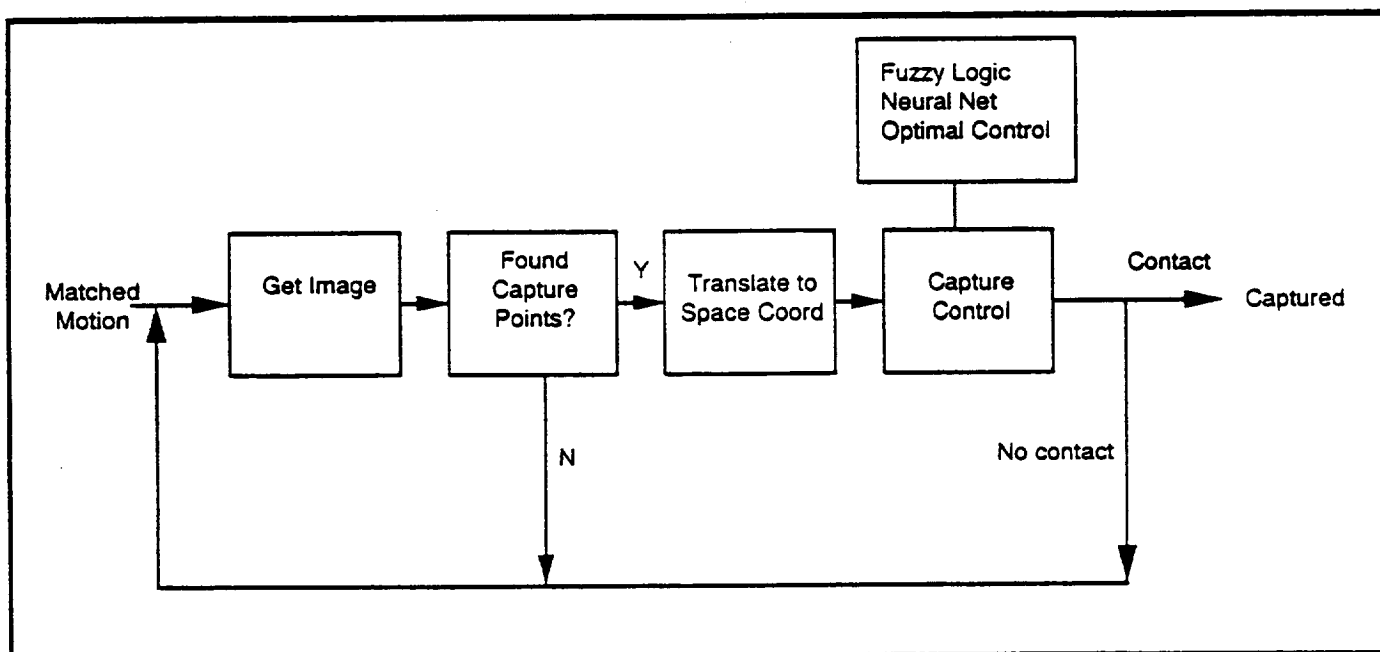 Fuzzy Logic
Neural Net
Optimal Control
Matched
Motion
Get Image
Found
Capture
Points?
Y
Translate to
Space Coord
Capture
Control
Contact
Captured
N
No contact